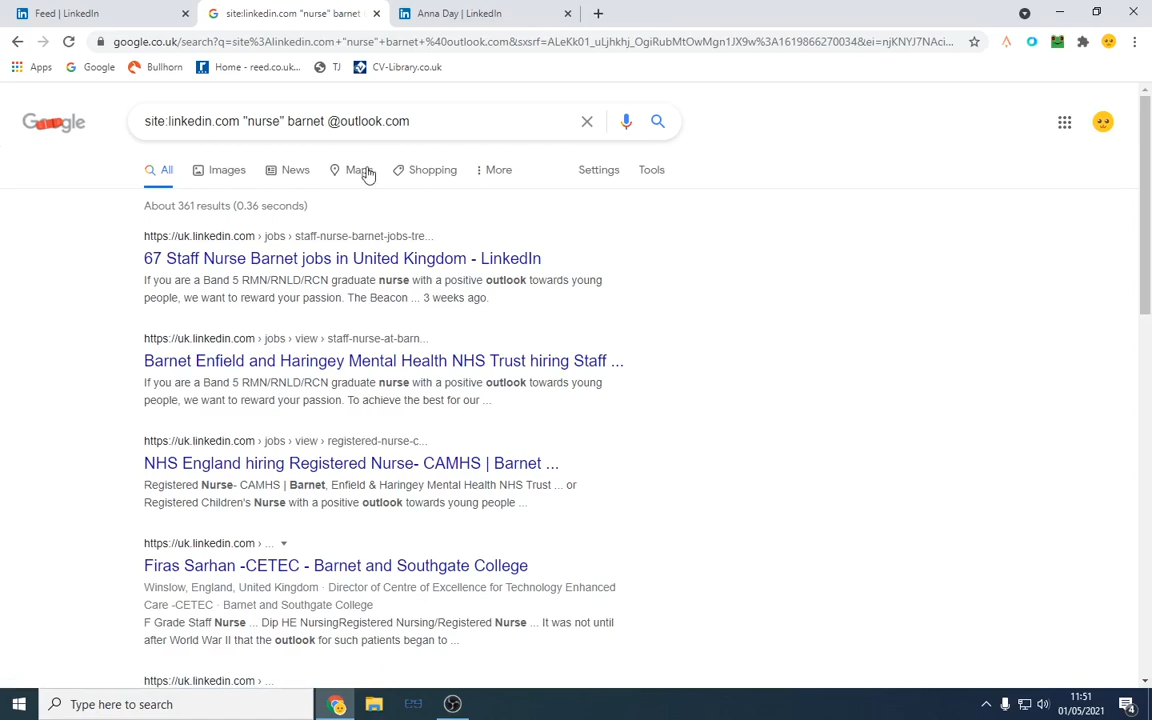 Feed | LinkedIn
site:linkedin.com "nurse" barnet
Anna Day | LinkedIn
google.co.uk/search?q=site%3Alinkedin.com+"nurse"+barnet+%40outlook.com&sxsrf=ALeKk01_uLjhkhj_OgiRubMtOwMgn1JX9w%3A1619866270034&ei=njKNYJ7NAci...
Apps
Google
Bullhorn
Home - reed.co.uk...
TJ
CV-Library.co.uk
Google
site:linkedin.com "nurse" barnet @outlook.com
All
Images
News
Maps
Shopping
More
Settings
Tools
About 361 results (0.36 seconds)
https://uk.linkedin.com › jobs › staff-nurse-barnet-jobs-tre...
67 Staff Nurse Barnet jobs in United Kingdom - LinkedIn
If you are a Band 5 RMN/RNLD/RCN graduate nurse with a positive outlook towards young
people, we want to reward your passion. The Beacon ... 3 weeks ago.
https://uk.linkedin.com › jobs › view › staff-nurse-at-barn...
Barnet Enfield and Haringey Mental Health NHS Trust hiring Staff ...
If you are a Band 5 RMN/RNLD/RCN graduate nurse with a positive outlook towards young
people, we want to reward your passion. To achieve the best for our ...
https://uk.linkedin.com › jobs › view › registered-nurse-c...
NHS England hiring Registered Nurse- CAMHS | Barnet ...
Registered Nurse- CAMHS | Barnet, Enfield & Haringey Mental Health NHS Trust ... or
Registered Children's Nurse with a positive outlook towards young people ...
https://uk.linkedin.com › ...
Firas Sarhan -CETEC - Barnet and Southgate College
Winslow, England, United Kingdom · Director of Centre of Excellence for Technology Enhanced
Care -CETEC · Barnet and Southgate College
F Grade Staff Nurse ... Dip HE NursingRegistered Nursing/Registered Nurse ... It was not until
after World War II that the outlook for such patients began to ...
https://uk.linkedin.com › ...
Type here to search
11:51
01/05/2021
4